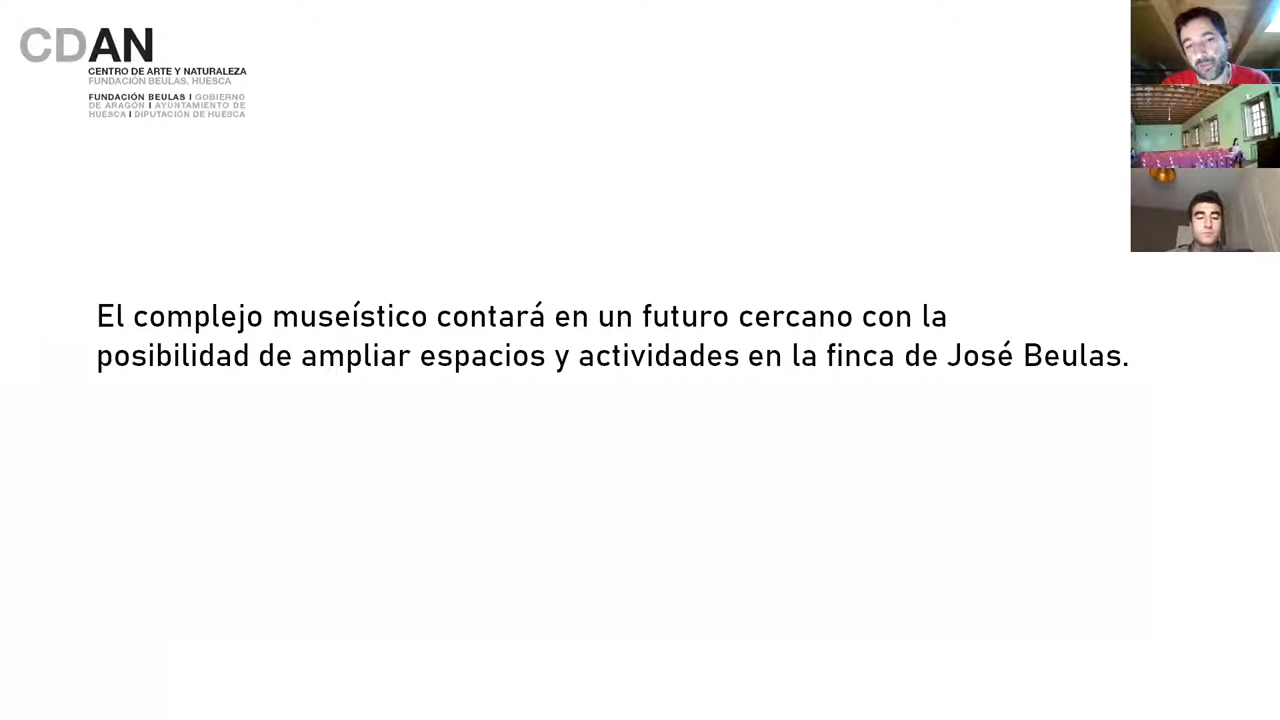 CDAN
CENTRO DE ARTE Y NATURALEZA
FUNDACIÓN BEULAS. HUESCA
FUNDACIÓN BEULAS I GOBIERNO
DE ARAGÓN I AYUNTAMIENTO DE
HUESCA I DIPUTACIÓN DE HUESCA
El complejo museístico contará en un futuro cercano con la
posibilidad de ampliar espacios y actividades en la finca de José Beulas.